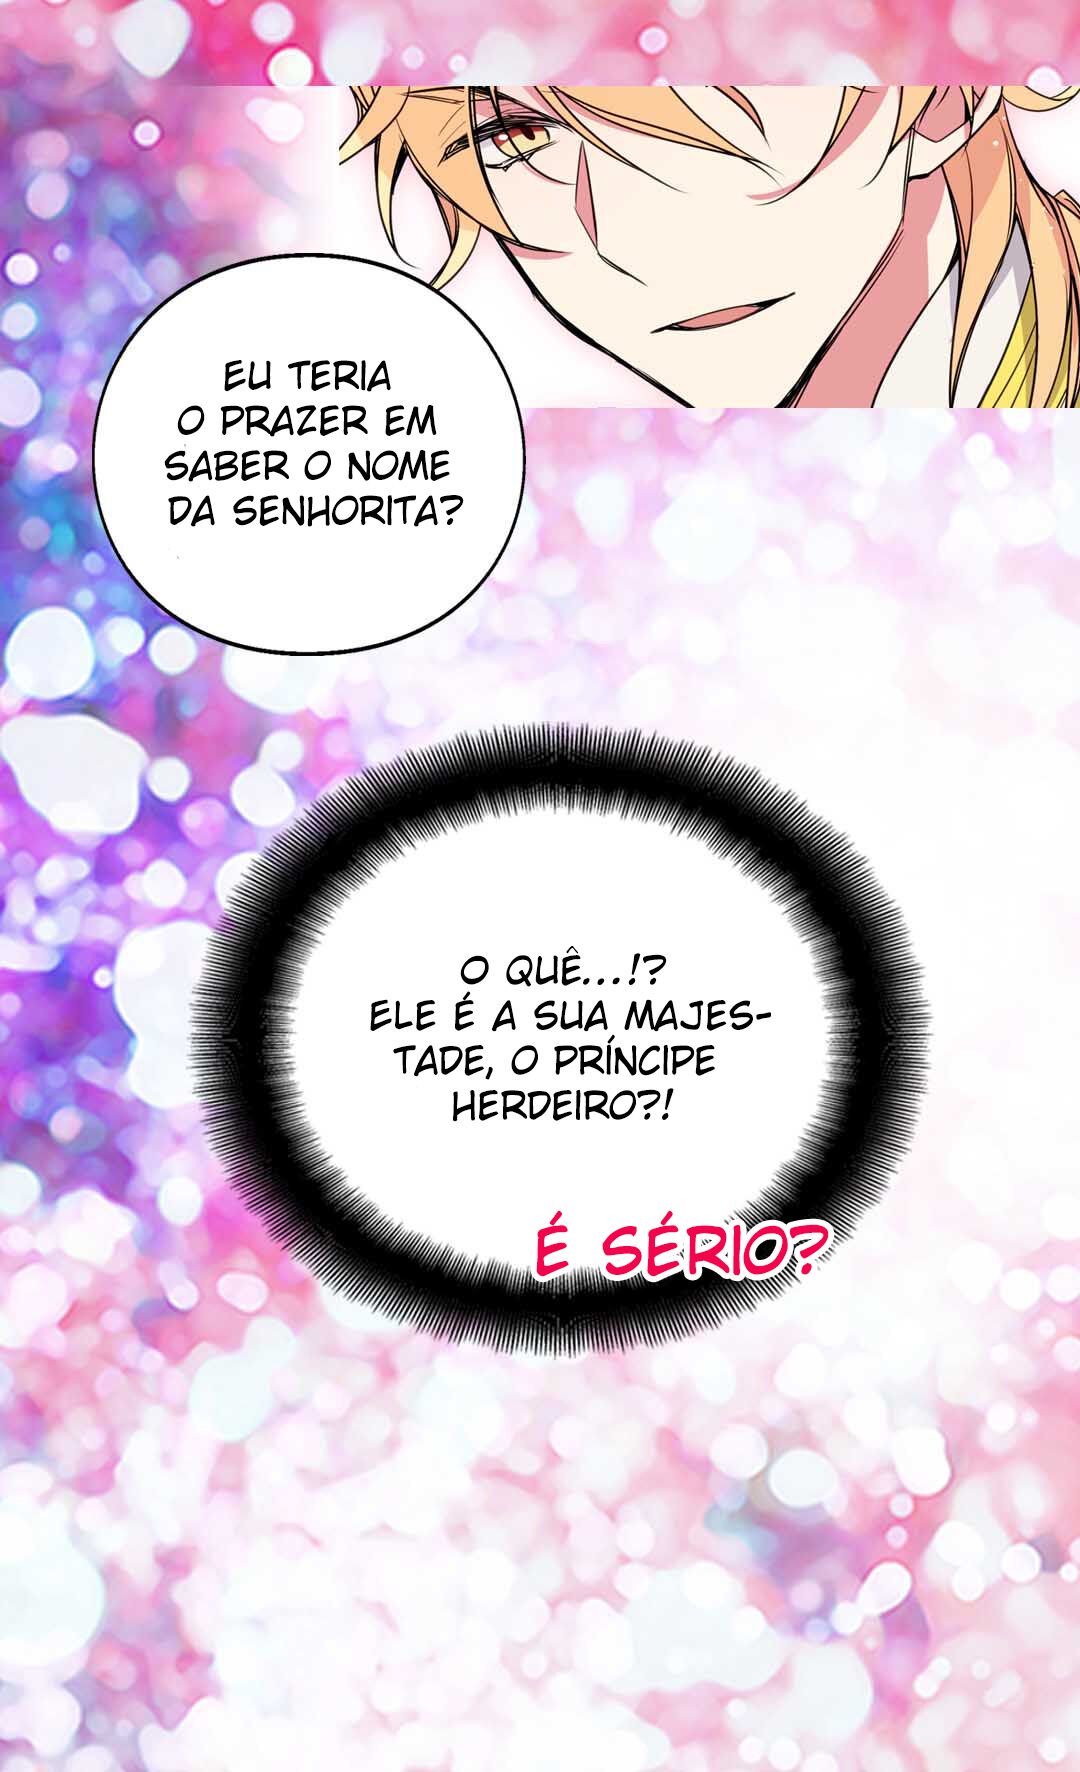 EU TERIA
O PRAZER EM
SABER O NOME
DA SENHORITA?
O QUÊ...!?
ELE É A SUA MAJES-
TADE, O PRÍNCIPE
HERDEIRO?!
É SÉRIO?